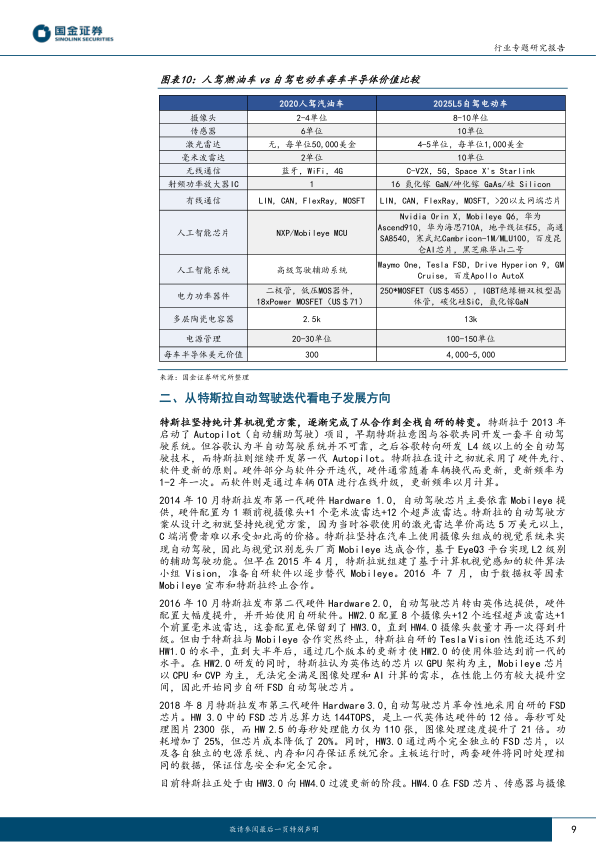 国金证券
SINOLINK SECURITIES
行业专题研究报告
图表10：人驾燃油车 vs 自驾电动车每车半导体价值比较
2020人驾汽油车 2025L5自驾电动车
摄像头 2-4单位 8-10单位
传感器 6单位 10单位
激光雷达 无, 每单位50,000美金 4-5单位, 每单位1,000美金
毫米波雷达 2单位 10单位
无线通信 蓝牙, WiFi, 4G C-V2X, 5G, Space X's Starlink
射频功率放大器IC 1 16 氮化镓 GaN/砷化镓 GaAs/硅 Silicon
有线通信 LIN, CAN, FlexRay, MOSFT LIN, CAN, FlexRay, MOSFT, >20以太网端芯片
人工智能芯片 NXP/Mobileye MCU Nvidia Orin X, Mobileye Q6, 华为
Ascend910, 华为海思710A, 地平线征程5, 高通
SA8540, 寒武纪Cambricon-1M/MLU100, 百度昆
仑AI芯片, 黑芝麻华山二号
人工智能系统 高级驾驶辅助系统 Waymo One, Tesla FSD, Drive Hyperion 9, GM
Cruise, 百度Apollo AutoX
电力功率器件 二极管, 低压MOS器件,
18xPower MOSFET (US＄71) 250*MOSFET (US＄455), IGBT绝缘栅双极型晶
体管, 碳化硅SiC, 氮化镓GaN
多层陶瓷电容器 2.5k 13k
电源管理 20-30单位 100-150单位
每车半导体美元价值 300 4,000-5,000
来源：国金证券研究所整理
二、从特斯拉自动驾驶迭代看电子发展方向
特斯拉坚持纯计算机视觉方案，逐渐完成了从合作到全栈自研的转变。特斯拉于 2013 年
启动了 Autopilot（自动辅助驾驶）项目，早期特斯拉意图与谷歌共同开发一套半自动驾
驶系统。但谷歌认为半自动驾驶系统并不可靠，之后谷歌转向研发 L4 级以上的全自动驾
驶技术，而特斯拉则继续开发第一代 Autopilot。特斯拉在设计之初就采用了硬件先行、
软件更新的原则。硬件部分与软件分开迭代，硬件通常随着车辆换代而更新，更新频率为
1-2 年一次。而软件则是通过车辆 OTA 进行在线升级，更新频率以月计算。
2014 年 10 月特斯拉发布第一代硬件 Hardware 1.0，自动驾驶芯片主要依靠 Mobileye 提
供，硬件配置为 1 颗前视摄像头+1 个毫米波雷达+12 个超声波雷达。特斯拉的自动驾驶方
案从设计之初就坚持纯视觉方案，因为当时谷歌使用的激光雷达单价高达 5 万美元以上，
C 端消费者难以承受如此高的价格。特斯拉坚持在汽车上使用摄像头组成的视觉系统来实
现自动驾驶，因此与视觉识别龙头厂商 Mobileye 达成合作，基于 EyeQ3 平台实现 L2 级别
的辅助驾驶功能。但早在 2015 年 4 月，特斯拉就组建了基于计算机视觉感知的软件算法
小组 Vision，准备自研软件以逐步替代 Mobileye。2016 年 7 月，由于数据权等因素
Mobileye 宣布和特斯拉终止合作。
2016 年 10 月特斯拉发布第二代硬件 Hardware 2.0，自动驾驶芯片转由英伟达提供，硬件
配置大幅度提升，并开始使用自研软件。HW2.0 配置 8 个摄像头+12 个远程超声波雷达+1
个前置毫米波雷达，这套配置也保留到了 HW3.0，直到 HW4.0 摄像头数量才再一次得到升
级。但由于特斯拉与 Mobileye 合作突然终止，特斯拉自研的 Tesla Vision 性能还达不到
HW1.0 的水平，直到大半年后，通过几个版本的更新才使 HW2.0 的使用体验达到前一代的
水平。在 HW2.0 研发的同时，特斯拉认为英伟达的芯片以 GPU 架构为主，Mobileye 芯片
以 CPU 和 CVP 为主，无法完全满足图像处理和 AI 计算的需求，在性能上仍有较大提升空
间，因此开始同步自研 FSD 自动驾驶芯片。
2018 年 8 月特斯拉发布第三代硬件 Hardware 3.0，自动驾驶芯片革命性地采用自研的 FSD
芯片。HW 3.0 中的 FSD 芯片总算力达 144TOPS，是上一代英伟达硬件的 12 倍。每秒可处
理图片 2300 张，而 HW 2.5 的每秒处理能力仅为 110 张，图像处理速度提升了 21 倍。功
耗增加了 25%，但芯片成本降低了 20%。同时，HW3.0 通过两个完全独立的 FSD 芯片，以
及各自独立的电源系统、内存和闪存保证系统冗余。主板运行时，两套硬件将同时处理相
同的数据，保证信息安全和完全冗余。
目前特斯拉正处于由 HW3.0 向 HW4.0 过渡更新的阶段。HW4.0 在 FSD 芯片、传感器与摄像
敬请参阅最后一页特别声明
9